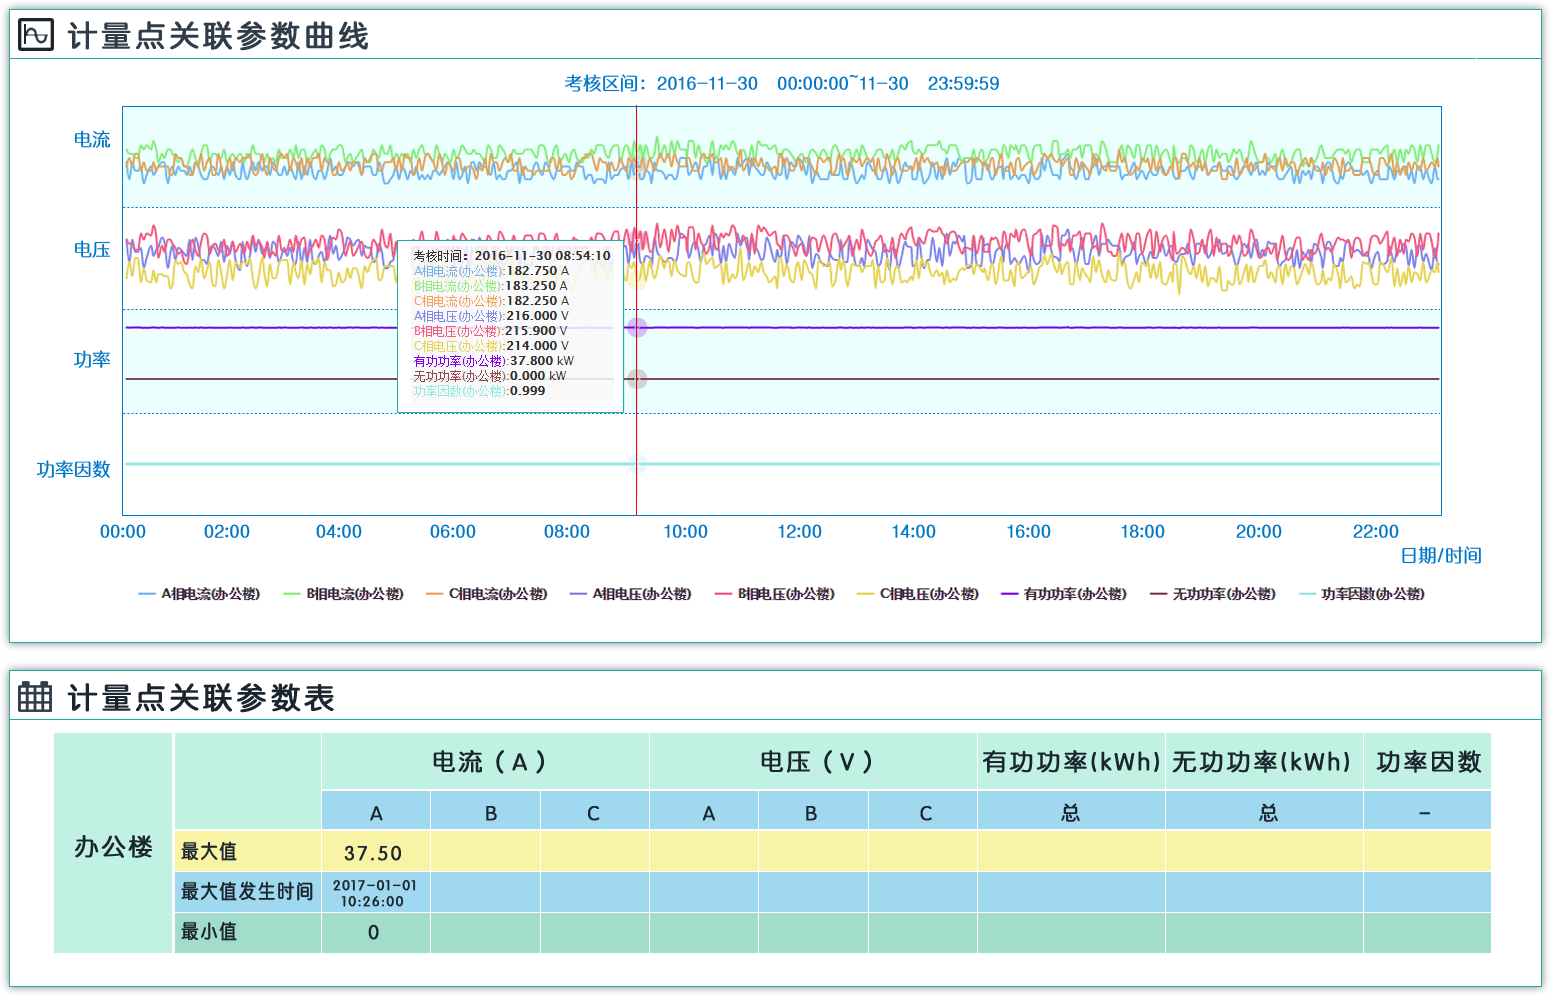 计量点关联参数曲线
考核区间：2016-11-30 00:00:00~11-30 23:59:59
电流
电压
功率
功率因数
考核时间：2016-11-30 08:54:10
A相电流(办公楼):182.750 A
B相电流(办公楼):183.250 A
C相电流(办公楼):182.250 A
A相电压(办公楼):216.000 V
B相电压(办公楼):215.900 V
C相电压(办公楼):214.000 V
有功功率(办公楼):37.800 kW
无功功率(办公楼):0.000 kW
功率因数(办公楼):0.999
00:00 02:00 04:00 06:00 08:00 10:00 12:00 14:00 16:00 18:00 20:00 22:00
日期/时间
A相电流(办公楼) B相电流(办公楼) C相电流(办公楼) A相电压(办公楼) B相电压(办公楼) C相电压(办公楼) 有功功率(办公楼) 无功功率(办公楼) 功率因数(办公楼)
计量点关联参数表
电流（A） 电压（V） 有功功率(kWh) 无功功率(kWh) 功率因数
A B C A B C 总 总 -
办公楼
最大值 37.50
最大值发生时间 2017-01-01
10:26:00
最小值 0